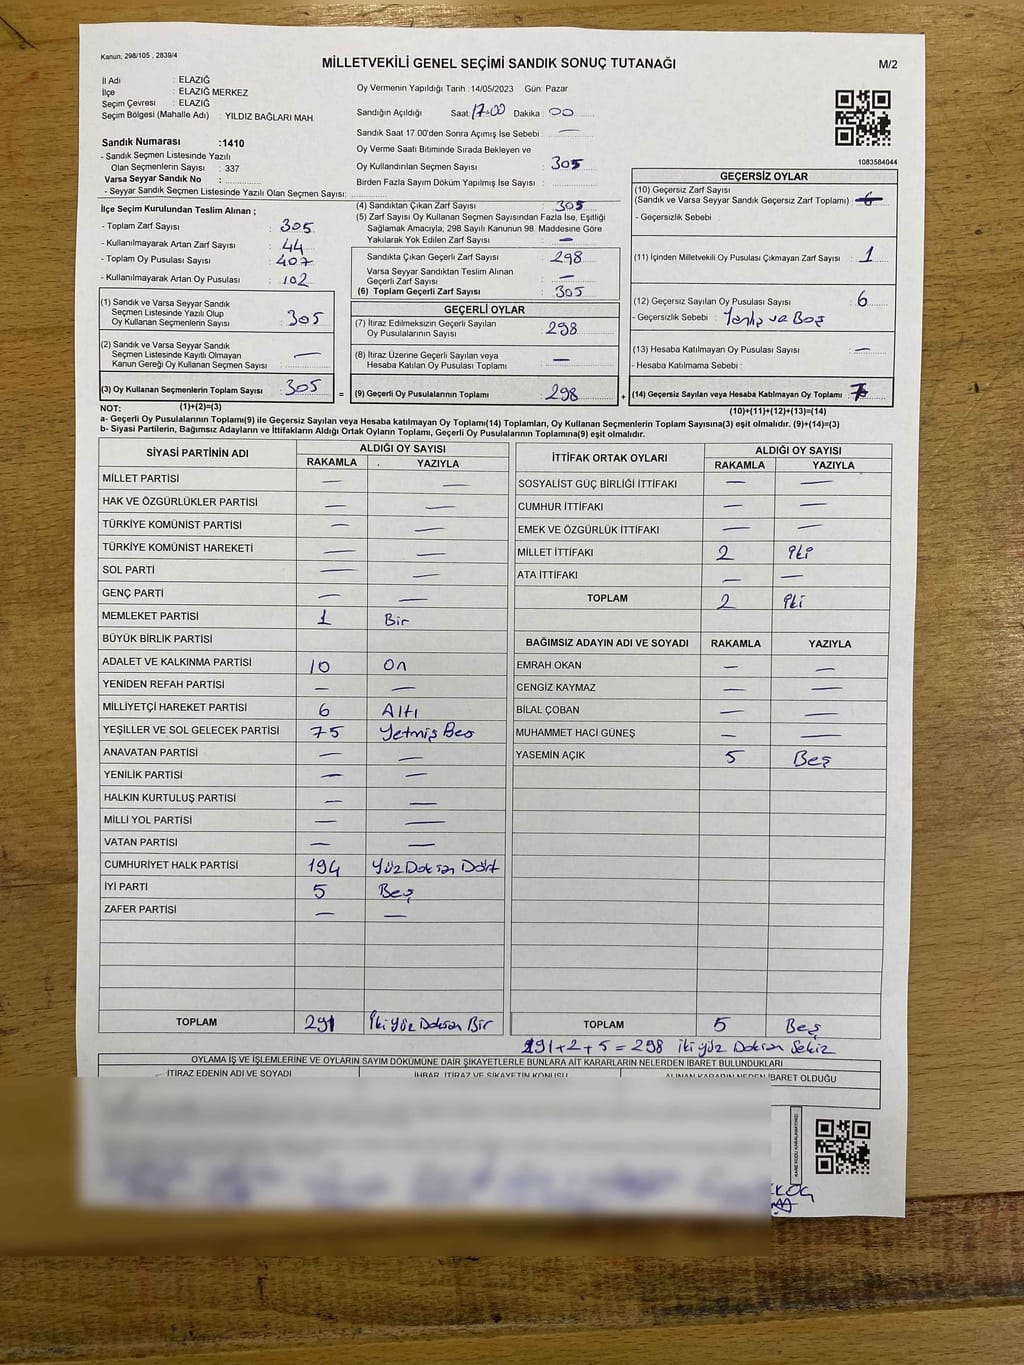 Kanun; 298/105 , 2839/4
MİLLETVEKİLİ GENEL SEÇİMİ SANDIK SONUÇ TUTANAĞI
M/2
İl Adı : ELAZIĞ
İlçe : ELAZIĞ MERKEZ
Seçim Çevresi : ELAZIĞ
Seçim Bölgesi (Mahalle Adı) : YILDIZ BAĞLARI MAH.
Sandık Numarası :1410
- Sandık Seçmen Listesinde Yazılı
Olan Seçmenlerin Sayısı : 337
Varsa Seyyar Sandık No :
- Seyyar Sandık Seçmen Listesinde Yazılı Olan Seçmen Sayısı:
Oy Vermenin Yapıldığı Tarih :14/05/2023 Gün: Pazar
Sandığın Açıldığı Saat: 17.00 Dakika : 00
Sandık Saat 17.00'den Sonra Açılmış İse Sebebi : —
Oy Verme Saati Bitiminde Sırada Bekleyen ve
Oy Kullandırılan Seçmen Sayısı : 305
Birden Fazla Sayım Döküm Yapılmış İse Sayısı :
1083584044
İlçe Seçim Kurulundan Teslim Alınan ;
- Toplam Zarf Sayısı : 305
- Kullanılmayarak Artan Zarf Sayısı : 44
- Toplam Oy Pusulası Sayısı : 407
- Kullanılmayarak Artan Oy Pusulası : 102
(1) Sandık ve Varsa Seyyar Sandık
Seçmen Listesinde Yazılı Olup
Oy Kullanan Seçmenlerin Sayısı : 305
(2) Sandık ve Varsa Seyyar Sandık
Seçmen Listesinde Kayıtlı Olmayan
Kanun Gereği Oy Kullanan Seçmen Sayısı : —
(3) Oy Kullanan Seçmenlerin Toplam Sayısı : 305
(1)+(2)=(3)
(4) Sandıktan Çıkan Zarf Sayısı : 305
(5) Zarf Sayısı Oy Kullanan Seçmen Sayısından Fazla İse, Eşitliği
Sağlamak Amacıyla; 298 Sayılı Kanunun 98. Maddesine Göre
Yakılarak Yok Edilen Zarf Sayısı : —
Sandıkta Çıkan Geçerli Zarf Sayısı : 298
Varsa Seyyar Sandıktan Teslim Alınan
Geçerli Zarf Sayısı : —
(6) Toplam Geçerli Zarf Sayısı : 305
GEÇERLİ OYLAR
(7) İtiraz Edilmeksizin Geçerli Sayılan
Oy Pusulalarının Sayısı : 298
(8) İtiraz Üzerine Geçerli Sayılan veya
Hesaba Katılan Oy Pusulası Toplamı : —
= (9) Geçerli Oy Pusulalarının Toplamı : 298 +
GEÇERSİZ OYLAR
(10) Geçersiz Zarf Sayısı
(Sandık ve Varsa Seyyar Sandık Geçersiz Zarf Toplamı) :
- Geçersizlik Sebebi :
(11) İçinden Milletvekili Oy Pusulası Çıkmayan Zarf Sayısı : 1
(12) Geçersiz Sayılan Oy Pusulası Sayısı : 6
- Geçersizlik Sebebi : Yanlış ve Boş
(13) Hesaba Katılmayan Oy Pusulası Sayısı : —
- Hesaba Katılmama Sebebi :
(14) Geçersiz Sayılan veya Hesaba Katılmayan Oy Toplamı : 7
(10)+(11)+(12)+(13)=(14)
NOT:
a- Geçerli Oy Pusulalarının Toplamı(9) ile Geçersiz Sayılan veya Hesaba katılmayan Oy Toplamı(14) Toplamları, Oy Kullanan Seçmenlerin Toplam Sayısına(3) eşit olmalıdır. (9)+(14)=(3)
b- Siyasi Partilerin, Bağımsız Adayların ve İttifakların Aldığı Ortak Oyların Toplamı, Geçerli Oy Pusulalarının Toplamına(9) eşit olmalıdır.
SİYASİ PARTİNİN ADI ALDIĞI OY SAYISI
RAKAMLA YAZIYLA
MİLLET PARTİSİ — —
HAK VE ÖZGÜRLÜKLER PARTİSİ — —
TÜRKİYE KOMÜNİST PARTİSİ — —
TÜRKİYE KOMÜNİST HAREKETİ — —
SOL PARTİ — —
GENÇ PARTİ — —
MEMLEKET PARTİSİ 1 Bir
BÜYÜK BİRLİK PARTİSİ
ADALET VE KALKINMA PARTİSİ 10 On
YENİDEN REFAH PARTİSİ — —
MİLLİYETÇİ HAREKET PARTİSİ 6 Altı
YEŞİLLER VE SOL GELECEK PARTİSİ 75 Yetmiş Beş
ANAVATAN PARTİSİ — —
YENİLİK PARTİSİ — —
HALKIN KURTULUŞ PARTİSİ — —
MİLLİ YOL PARTİSİ — —
VATAN PARTİSİ — —
CUMHURİYET HALK PARTİSİ 194 Yüz Doksan Dört
İYİ PARTİ 5 Beş
ZAFER PARTİSİ — —
TOPLAM 291 İki Yüz Doksan Bir
İTTİFAK ORTAK OYLARI ALDIĞI OY SAYISI
RAKAMLA YAZIYLA
SOSYALİST GÜÇ BİRLİĞİ İTTİFAKI — —
CUMHUR İTTİFAKI — —
EMEK VE ÖZGÜRLÜK İTTİFAKI — —
MİLLET İTTİFAKI 2 İki
ATA İTTİFAKI — —
TOPLAM 2 İki
BAĞIMSIZ ADAYIN ADI VE SOYADI RAKAMLA YAZIYLA
EMRAH OKAN — —
CENGİZ KAYMAZ — —
BİLAL ÇOBAN — —
MUHAMMET HACİ GÜNEŞ — —
YASEMİN AÇIK 5 Beş
TOPLAM 5 Beş
291+2+5=298 iki yüz Doksan Sekiz
OYLAMA İŞ VE İŞLEMLERİNE VE OYLARIN SAYIM DÖKÜMÜNE DAİR ŞİKAYETLERLE BUNLARA AİT KARARLARIN NELERDEN İBARET BULUNDUKLARI
İTİRAZ EDENİN ADI VE SOYADI İHBAR, İTİRAZ VE ŞİKAYETİN KONUSU ALINAN KARARIN NEDEN İBARET OLDUĞU